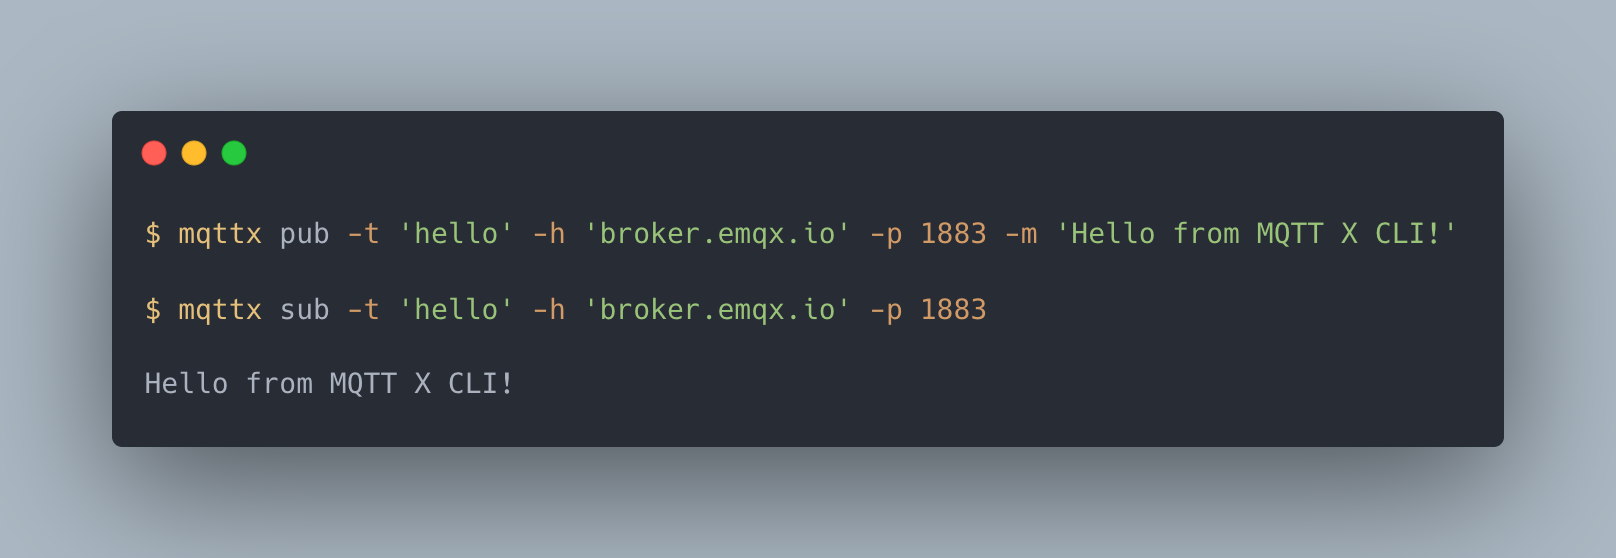 $ mqttx pub -t 'hello' -h 'broker.emqx.io' -p 1883 -m 'Hello from MQTT X CLI!'
$ mqttx sub -t 'hello' -h 'broker.emqx.io' -p 1883
Hello from MQTT X CLI!